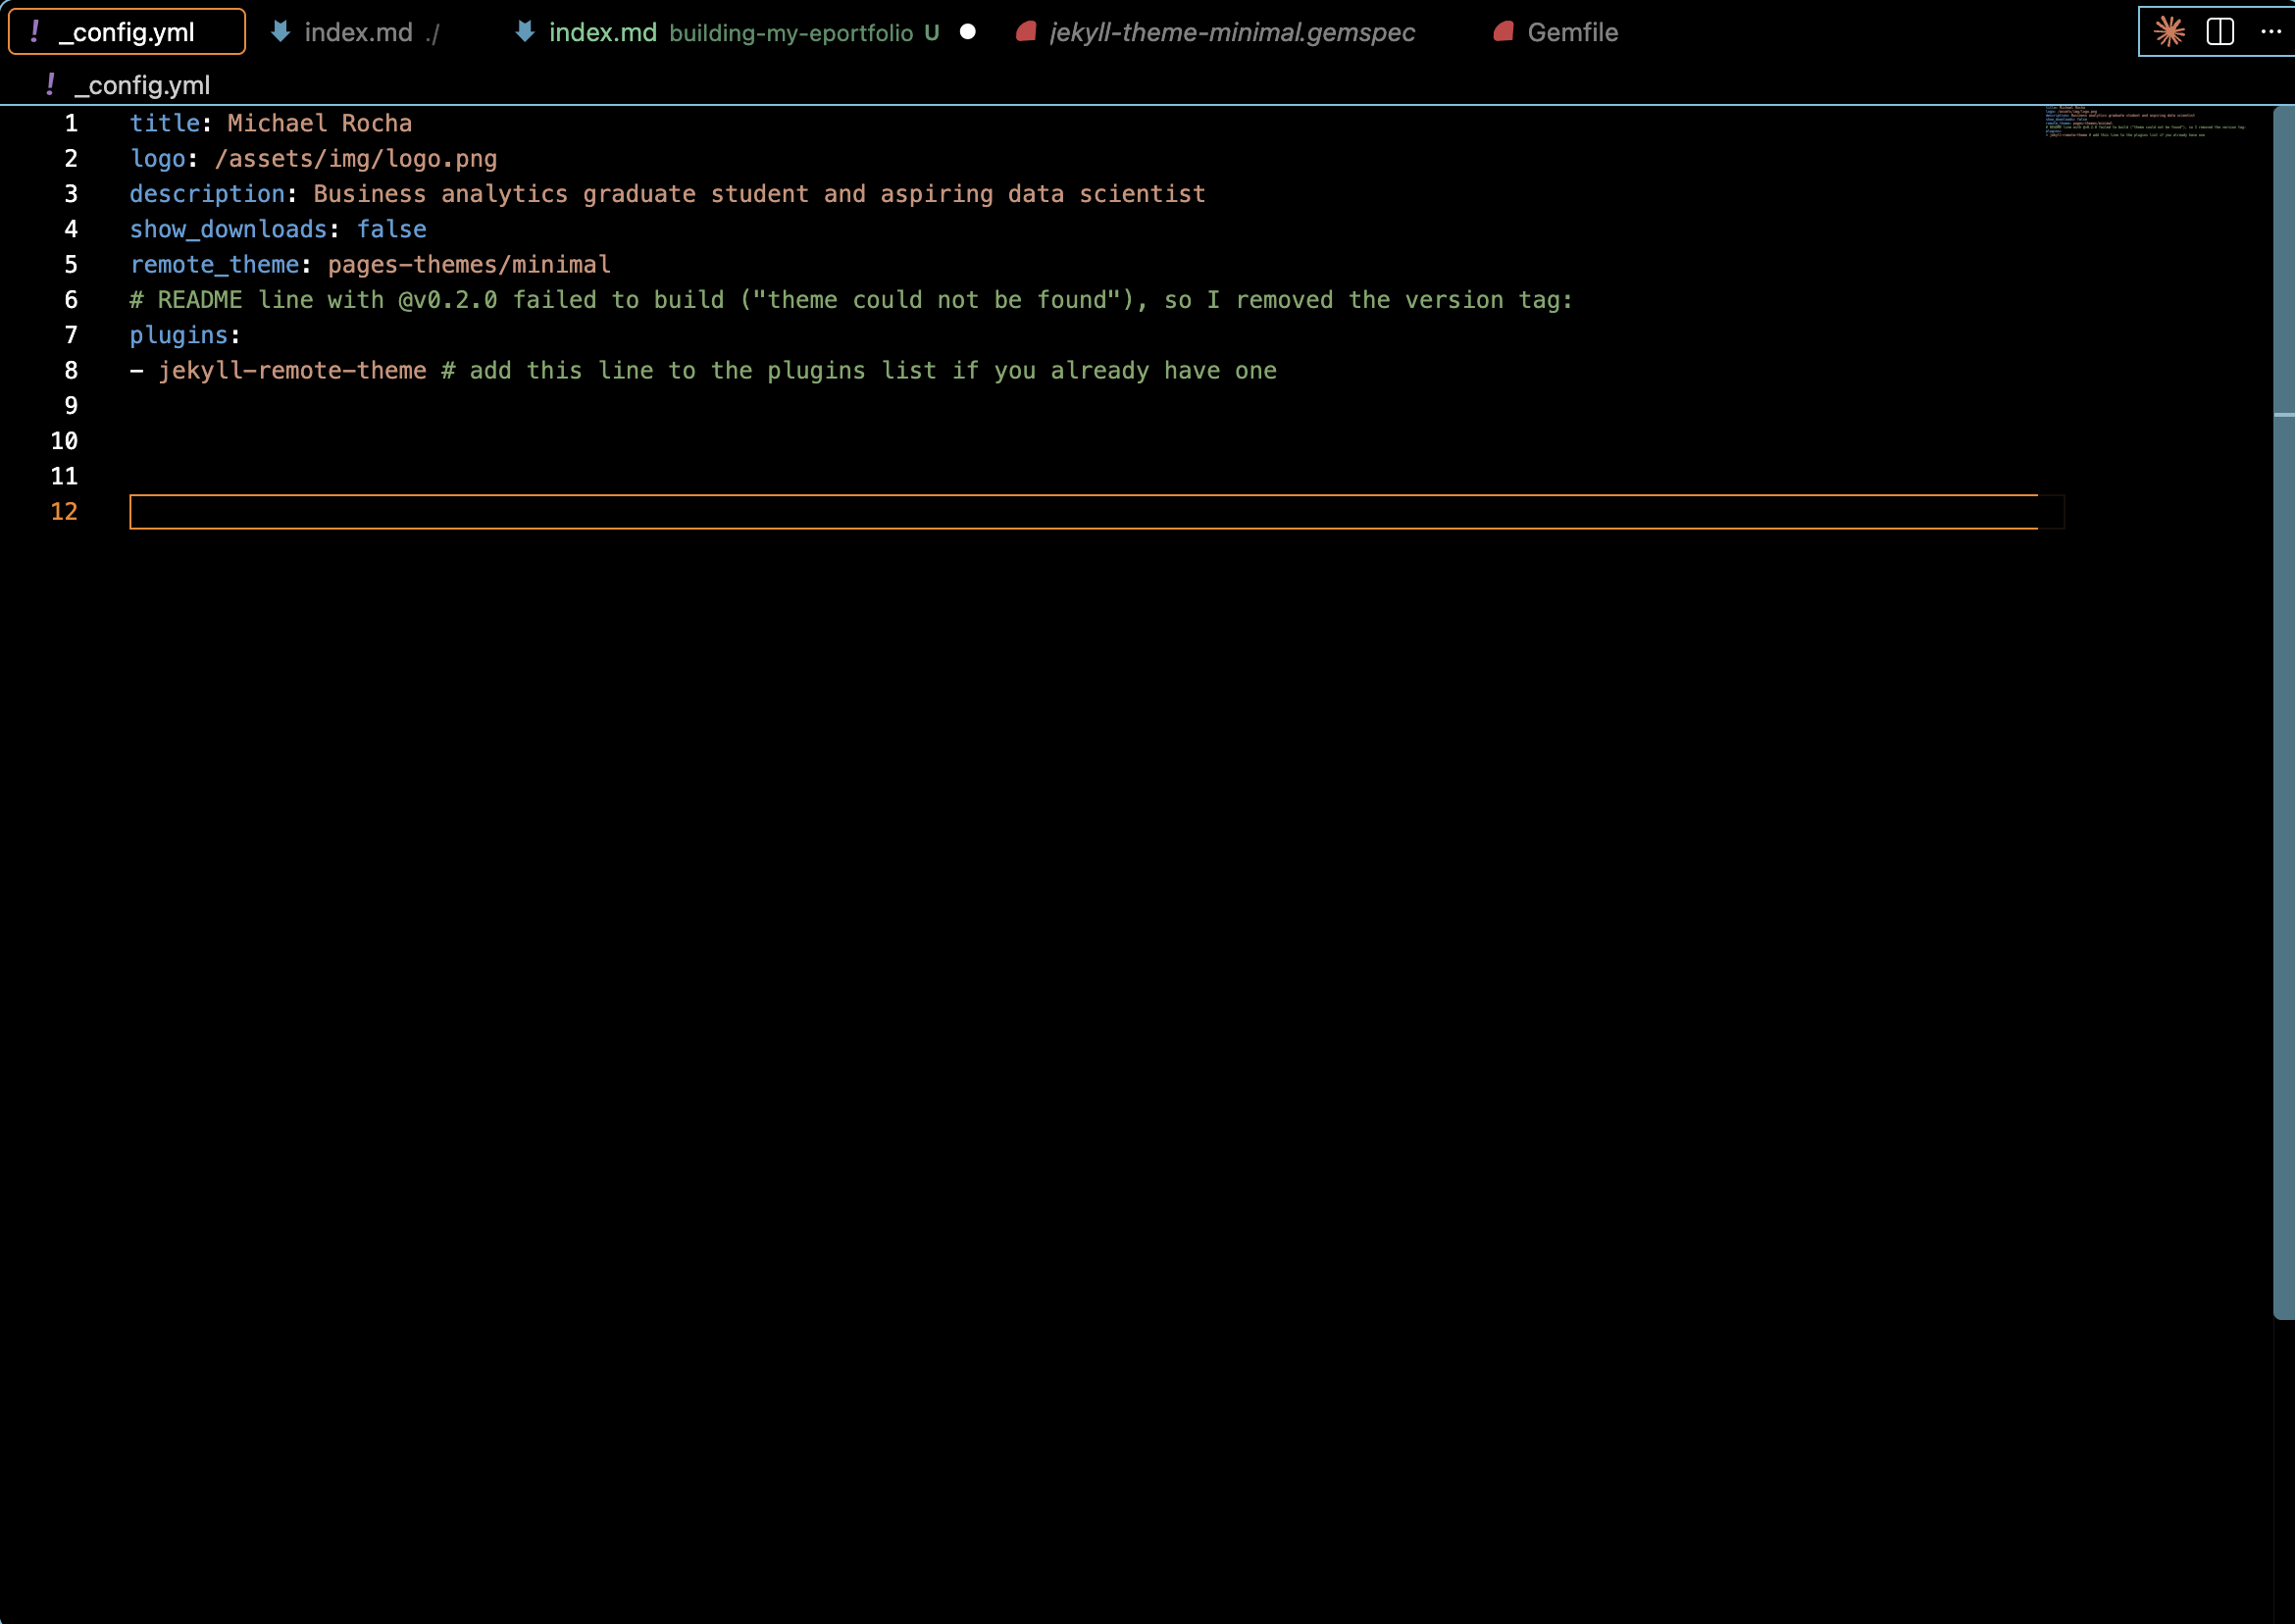 ! _config.yml index.md ./ index.md building-my-eportfolio U jekyll-theme-minimal.gemspec Gemfile ...
! _config.yml
1 title: Michael Rocha
2 logo: /assets/img/logo.png
3 description: Business analytics graduate student and aspiring data scientist
4 show_downloads: false
5 remote_theme: pages-themes/minimal
6 # README line with @v0.2.0 failed to build ("theme could not be found"), so I removed the version tag:
7 plugins:
8 - jekyll-remote-theme # add this line to the plugins list if you already have one
9
10
11
12